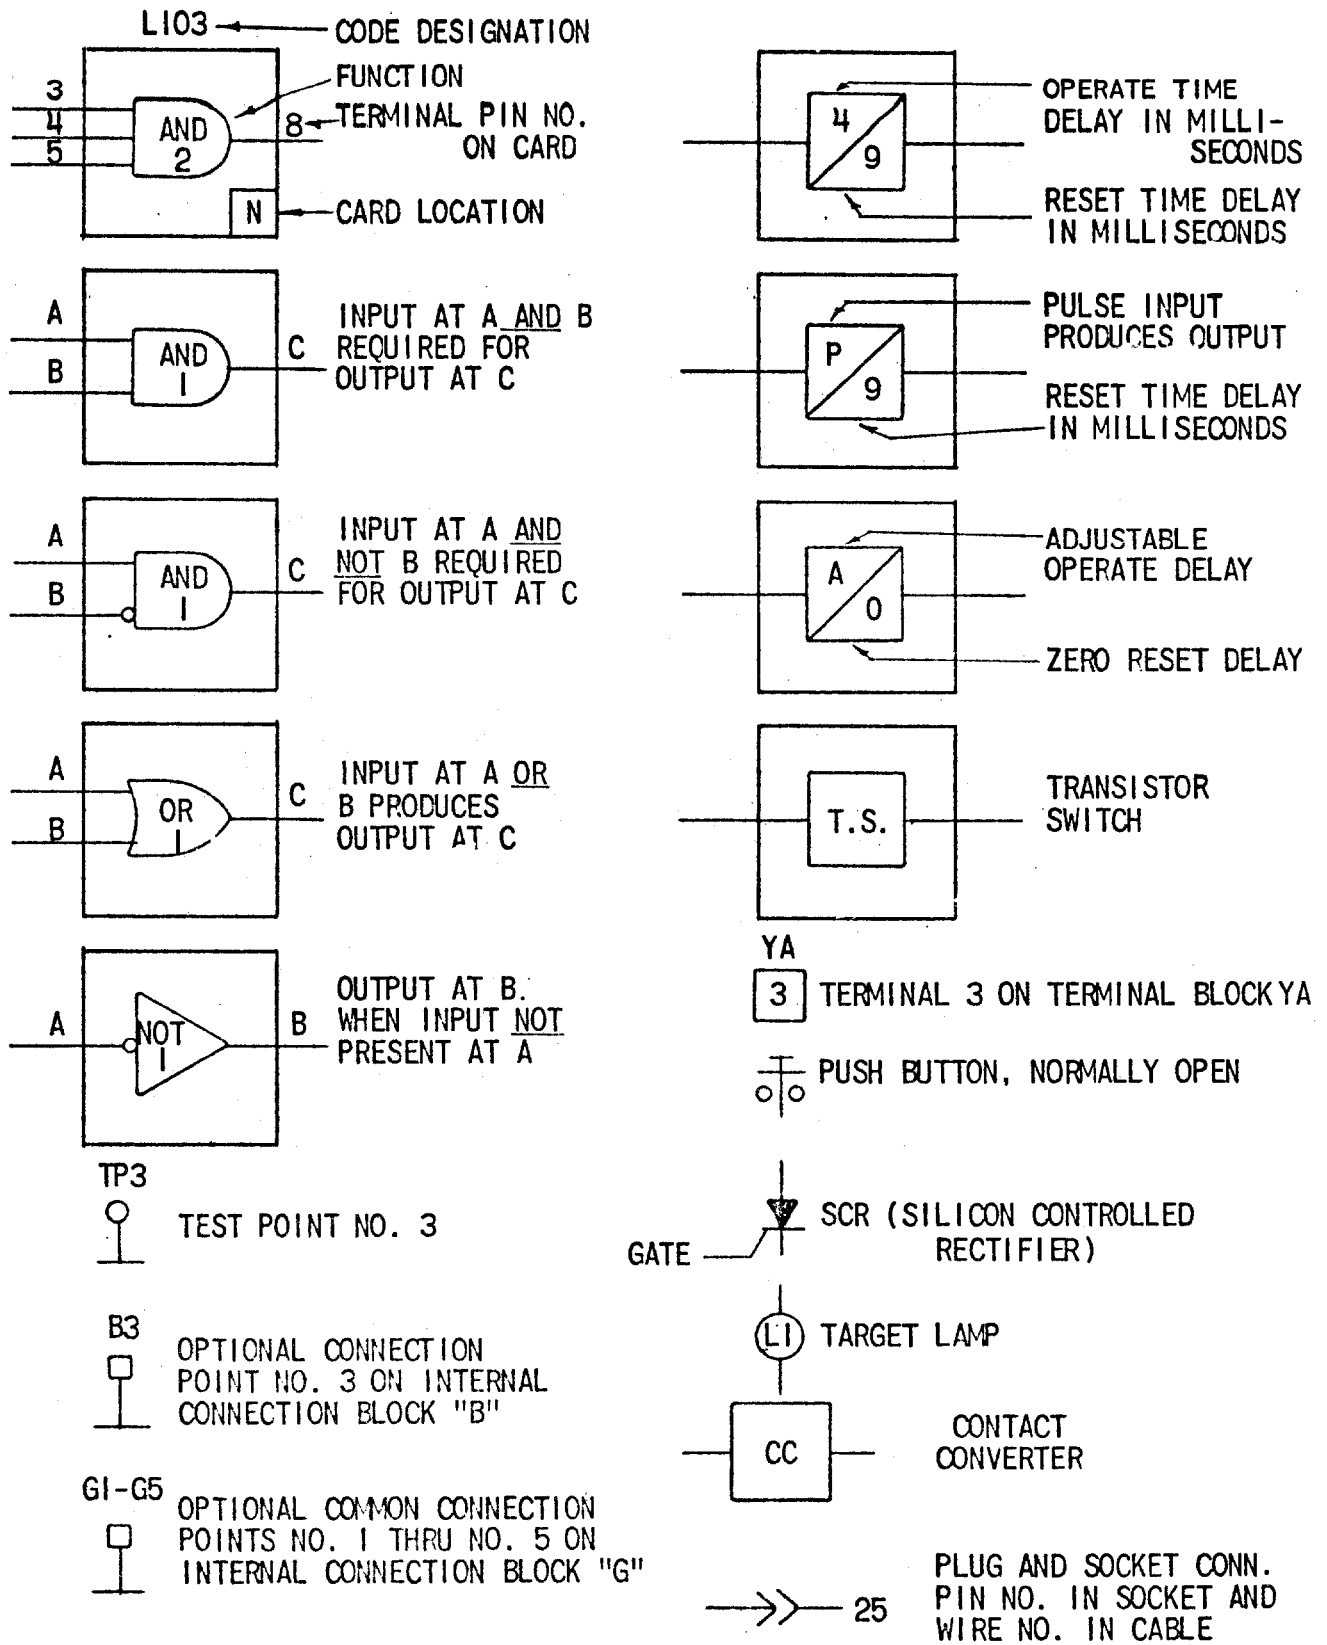 L103
CODE DESIGNATION
FUNCTION
3
4
5
AND
2
8
TERMINAL PIN NO.
ON CARD
N
CARD LOCATION
A
B
AND
1
C
INPUT AT A AND B
REQUIRED FOR
OUTPUT AT C
A
B
AND
1
C
INPUT AT A AND
NOT B REQUIRED
FOR OUTPUT AT C
A
B
OR
1
C
INPUT AT A OR
B PRODUCES
OUTPUT AT C
A
NOT
1
B
OUTPUT AT B.
WHEN INPUT NOT
PRESENT AT A
TP3
TEST POINT NO. 3
B3
OPTIONAL CONNECTION
POINT NO. 3 ON INTERNAL
CONNECTION BLOCK "B"
G1-G5
OPTIONAL COMMON CONNECTION
POINTS NO. 1 THRU NO. 5 ON
INTERNAL CONNECTION BLOCK "G"
4
9
OPERATE TIME
DELAY IN MILLI-
SECONDS
RESET TIME DELAY
IN MILLISECONDS
P
9
PULSE INPUT
PRODUCES OUTPUT
RESET TIME DELAY
IN MILLISECONDS
A
0
ADJUSTABLE
OPERATE DELAY
ZERO RESET DELAY
T.S.
TRANSISTOR
SWITCH
YA
3
TERMINAL 3 ON TERMINAL BLOCK YA
PUSH BUTTON, NORMALLY OPEN
GATE
SCR (SILICON CONTROLLED
RECTIFIER)
L1
TARGET LAMP
CC
CONTACT
CONVERTER
25
PLUG AND SOCKET CONN.
PIN NO. IN SOCKET AND
WIRE NO. IN CABLE